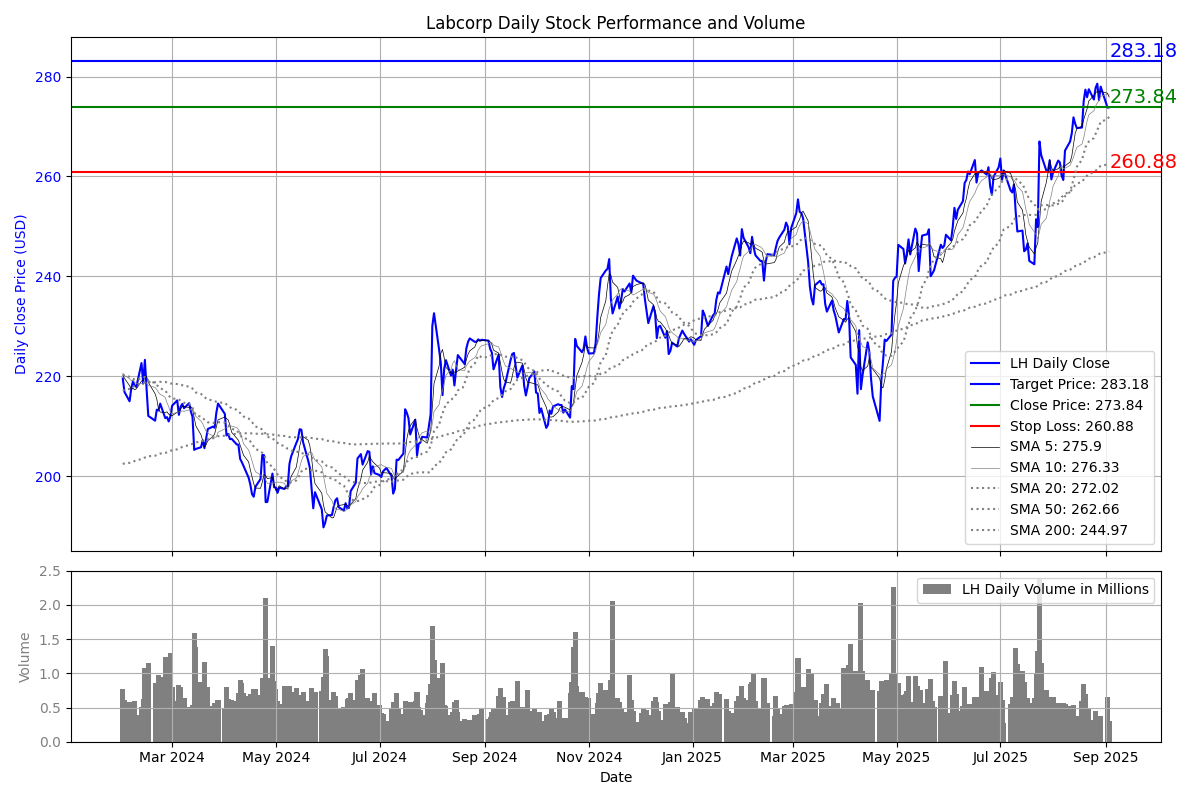 Labcorp Daily Stock Performance and Volume
283.18
280
273.84
260.88
260
240
220
200
Daily Close Price (USD)
LH Daily Close
Target Price: 283.18
Close Price: 273.84
Stop Loss: 260.88
SMA 5: 275.9
SMA 10: 276.33
SMA 20: 272.02
SMA 50: 262.66
SMA 200: 244.97
2.5
2.0
1.5
1.0
0.5
0.0
Volume
LH Daily Volume in Millions
Mar 2024 May 2024 Jul 2024 Sep 2024 Nov 2024 Jan 2025 Mar 2025 May 2025 Jul 2025 Sep 2025
Date